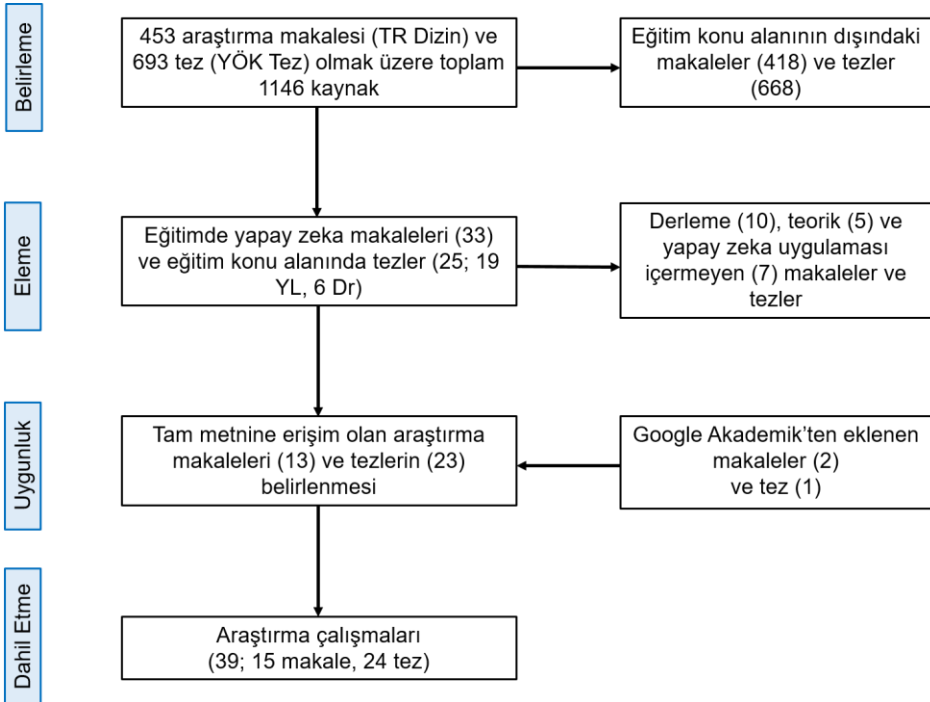 Belirleme
453 araştırma makalesi (TR Dizin) ve
693 tez (YÖK Tez) olmak üzere toplam
1146 kaynak
Eğitim konu alanının dışındaki
makaleler (418) ve tezler
(668)
Eleme
Eğitimde yapay zeka makaleleri (33)
ve eğitim konu alanında tezler (25; 19
YL, 6 Dr)
Derleme (10), teorik (5) ve
yapay zeka uygulaması
içermeyen (7) makaleler ve
tezler
Uygunluk
Tam metnine erişim olan araştırma
makaleleri (13) ve tezlerin (23)
belirlenmesi
Google Akademik’ten eklenen
makaleler (2)
ve tez (1)
Dahil Etme
Araştırma çalışmaları
(39; 15 makale, 24 tez)